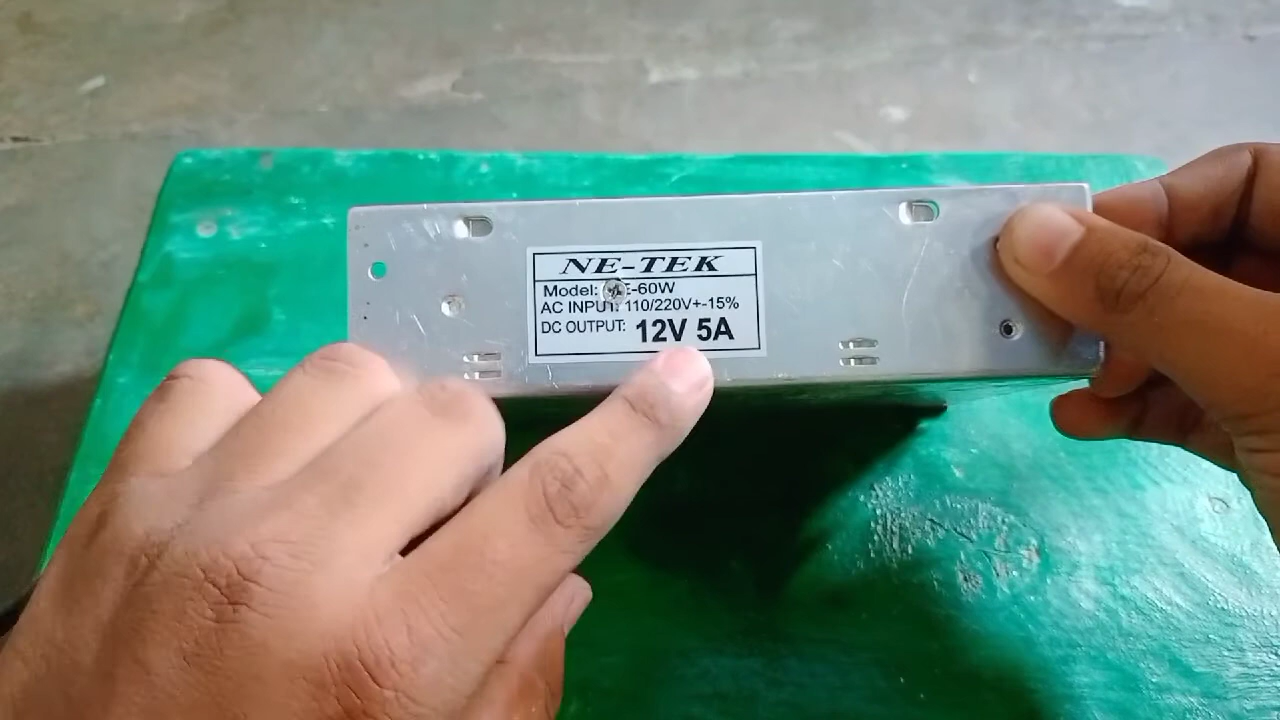 NE-TEK
Model: E-60W
AC INPUT: 110/220V+-15%
DC OUTPUT: 12V 5A